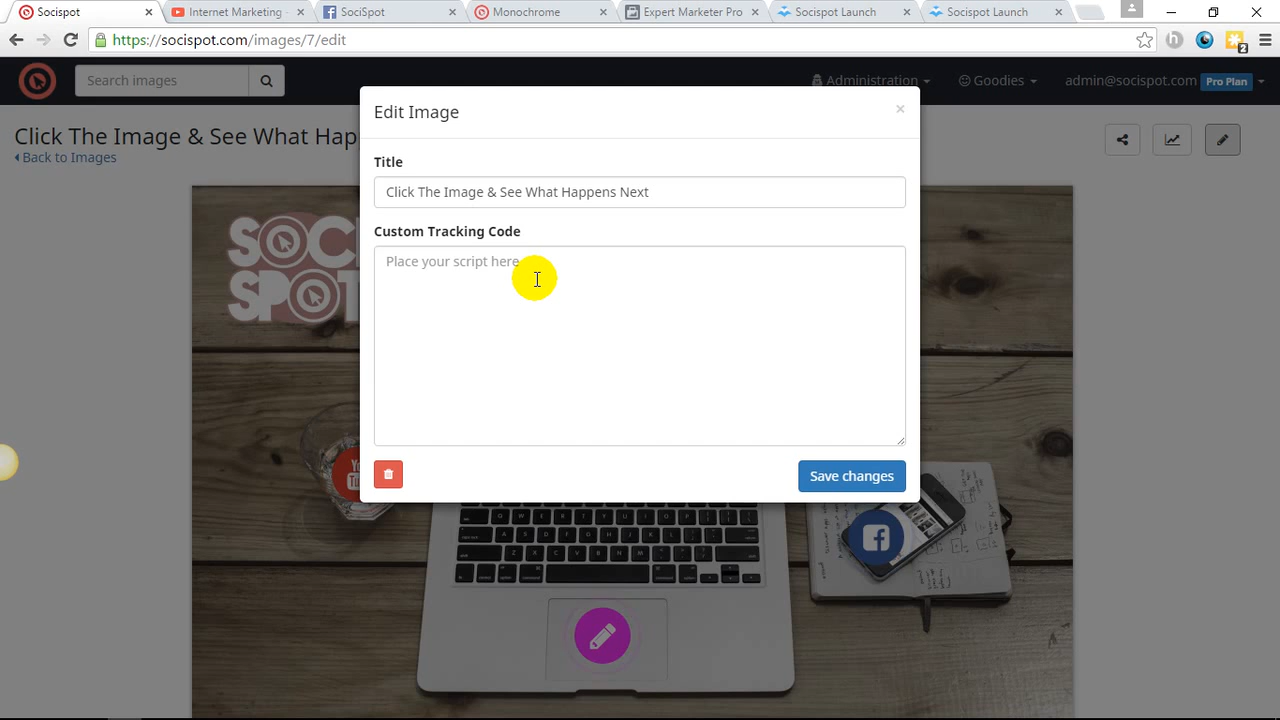 Socispot
Internet Marketing -
SociSpot
Monochrome
Expert Marketer Pro
Socispot Launch
Socispot Launch
https://socispot.com/images/7/edit
h
2
Search images
Administration
Goodies
admin@socispot.com
Pro Plan
Click The Image & See What Hap
Back to Images
Edit Image
×
Title
Click The Image & See What Happens Next
Custom Tracking Code
Place your script here
Save changes
SOCI
SPOT
You